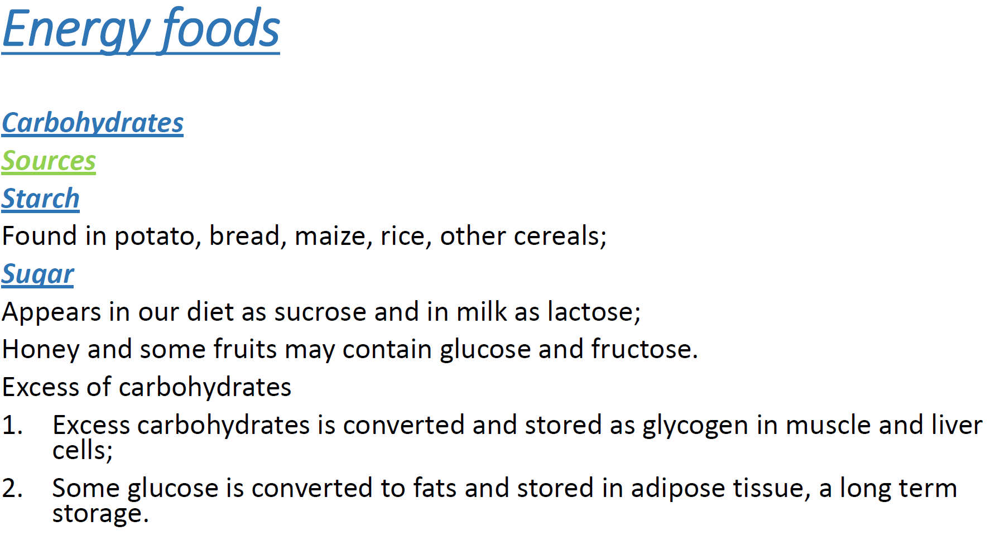 Energy foods
Carbohydrates
Sources
Starch
Found in potato, bread, maize, rice, other cereals;
Sugar
Appears in our diet as sucrose and in milk as lactose;
Honey and some fruits may contain glucose and fructose.
Excess of carbohydrates
1. Excess carbohydrates is converted and stored as glycogen in muscle and liver
cells;
2. Some glucose is converted to fats and stored in adipose tissue, a long term
storage.